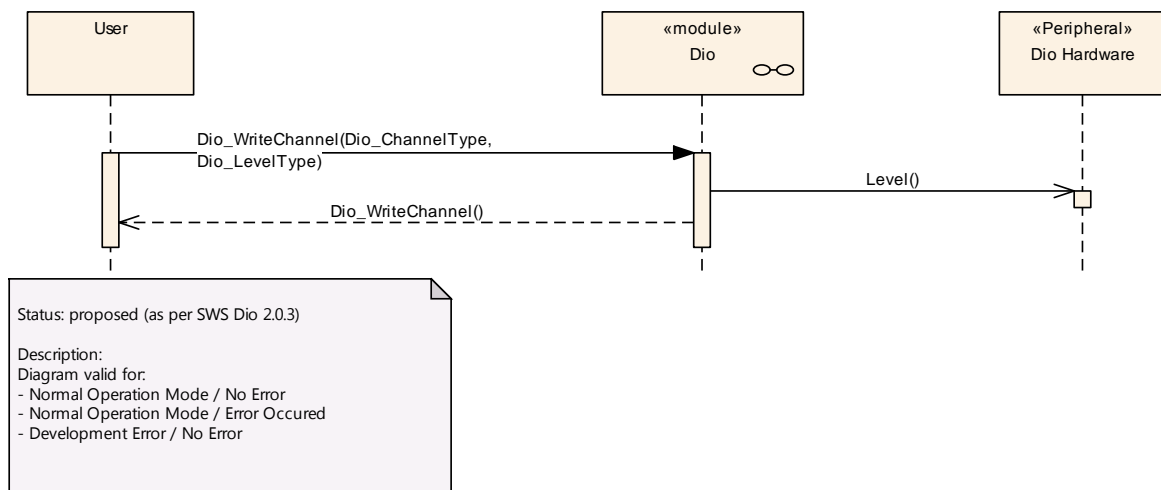 User
«module»
Dio
«Peripheral»
Dio Hardware
Dio_WriteChannel(Dio_ChannelType,
Dio_LevelType)
Level()
Dio_WriteChannel()
Status: proposed (as per SWS Dio 2.0.3)
Description:
Diagram valid for:
- Normal Operation Mode / No Error
- Normal Operation Mode / Error Occured
- Development Error / No Error